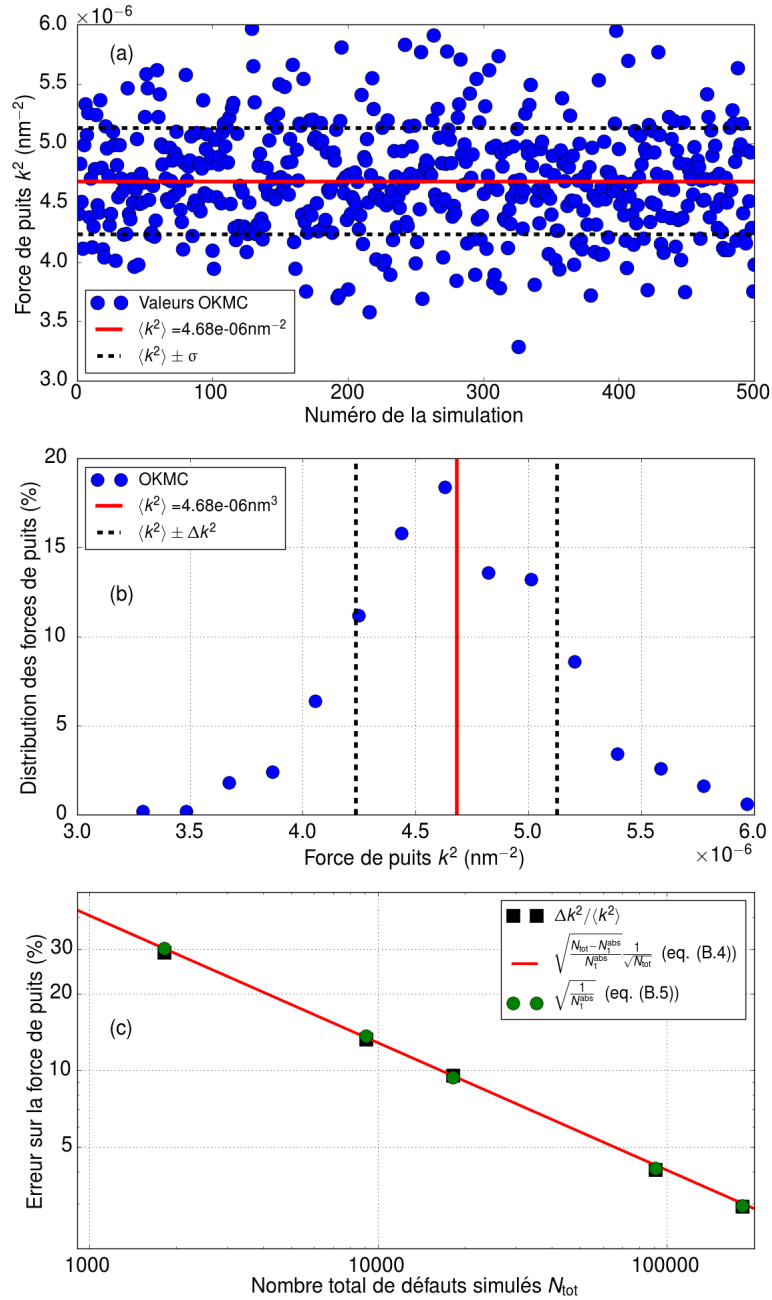 ×10⁻⁶
6.0
5.5
5.0
4.5
4.0
3.5
3.0
Force de puits k² (nm⁻²)
(a)
Valeurs OKMC
⟨k²⟩ =4.68e-06nm⁻²
⟨k²⟩ ± σ
0 100 200 300 400 500
Numéro de la simulation
20
15
10
5
0
Distribution des forces de puits (%)
OKMC
⟨k²⟩ =4.68e-06nm³
⟨k²⟩ ± Δk²
(b)
3.0 3.5 4.0 4.5 5.0 5.5 6.0
Force de puits k² (nm⁻²)
×10⁻⁶
30
20
10
5
Erreur sur la force de puits (%)
Δk²/⟨k²⟩
√((N_tot−N₁^abs)/N₁^abs) 1/√N_tot (eq. (B.4))
√(1/N₁^abs) (eq. (B.5))
(c)
1000 10000 100000
Nombre total de défauts simulés N_tot